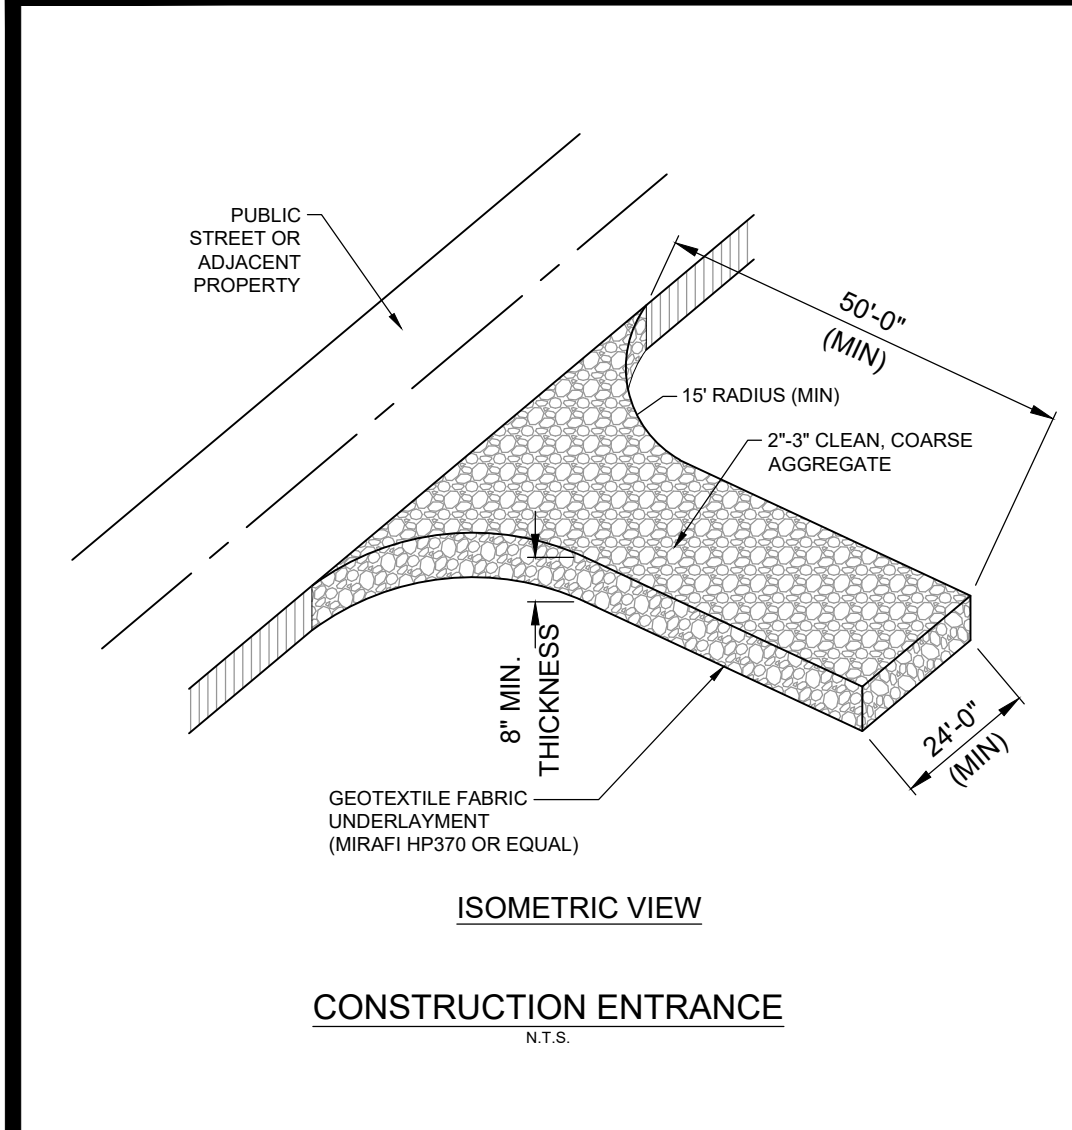 PUBLIC
STREET OR
ADJACENT
PROPERTY
50'-0"
(MIN)
15' RADIUS (MIN)
2"-3" CLEAN, COARSE
AGGREGATE
8" MIN.
THICKNESS
24'-0"
(MIN)
GEOTEXTILE FABRIC
UNDERLAYMENT
(MIRAFI HP370 OR EQUAL)
ISOMETRIC VIEW
CONSTRUCTION ENTRANCE
N.T.S.